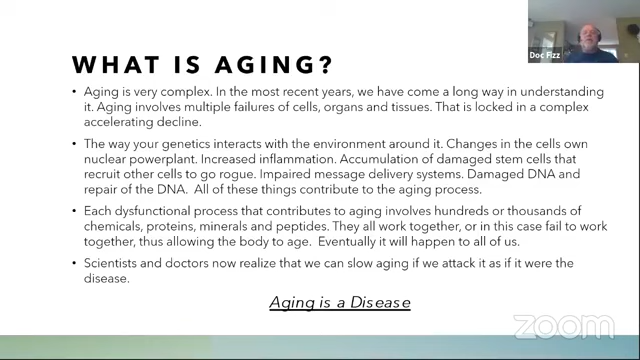 Doc Fizz
WHAT IS AGING?
Aging is very complex. In the most recent years, we have come a long way in understanding
it. Aging involves multiple failures of cells, organs and tissues. That is locked in a complex
accelerating decline.
The way your genetics interacts with the environment around it. Changes in the cells own
nuclear powerplant. Increased inflammation. Accumulation of damaged stem cells that
recruit other cells to go rogue. Impaired message delivery systems. Damaged DNA and
repair of the DNA. All of these things contribute to the aging process.
Each dysfunctional process that contributes to aging involves hundreds or thousands of
chemicals, proteins, minerals and peptides. They all work together, or in this case fail to work
together, thus allowing the body to age. Eventually it will happen to all of us.
Scientists and doctors now realize that we can slow aging if we attack it as if it were the
disease.
Aging is a Disease
zoom